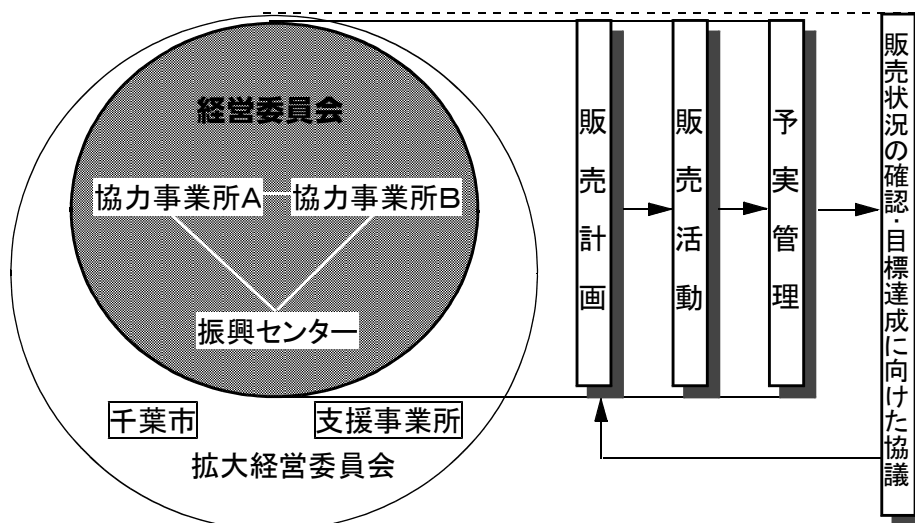 経営委員会
協力事業所A
協力事業所B
振興センター
千葉市
支援事業所
拡大経営委員会
販売計画
販売活動
予実管理
販売状況の確認・目標達成に向けた協議